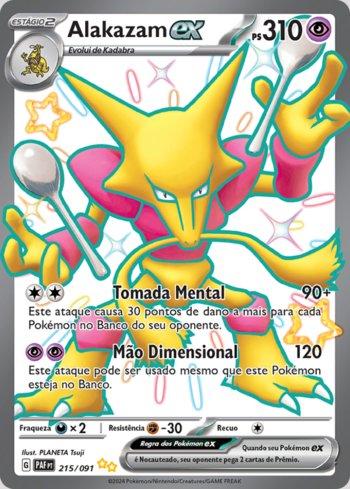 ESTÁGIO 2 Alakazam ex PS 310
Evolui de Kadabra
Tomada Mental 90+
Este ataque causa 30 pontos de dano a mais para cada
Pokémon no Banco do seu oponente.
Mão Dimensional 120
Este ataque pode ser usado mesmo que este Pokémon
esteja no Banco.
Fraqueza ×2 Resistência -30 Recuo
Regra dos Pokémon ex
Quando seu Pokémon ex
é Nocauteado, seu oponente pega 2 cartas de Prêmio.
Ilust. PLANETA Tsuji
G PAF PT 215/091
©2024 Pokémon/Nintendo/Creatures/GAME FREAK